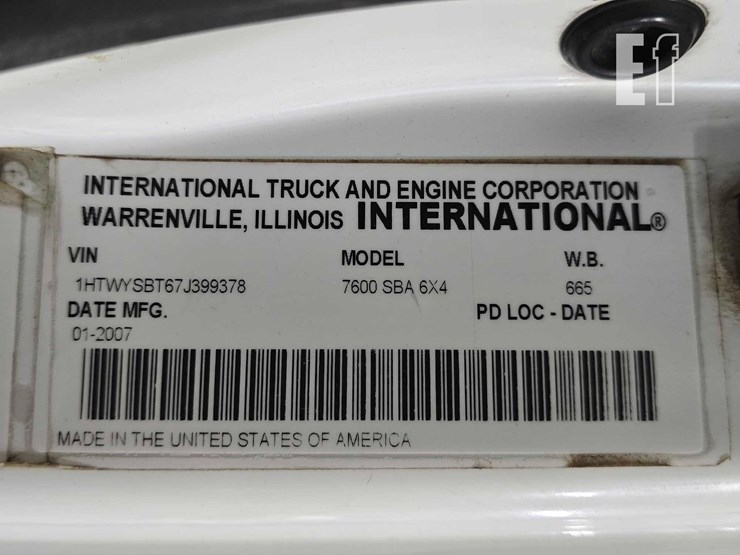 Ef
INTERNATIONAL TRUCK AND ENGINE CORPORATION
WARRENVILLE, ILLINOIS INTERNATIONAL®
VIN MODEL W.B.
1HTWYSBT67J399378 7600 SBA 6X4 665
DATE MFG. PD LOC - DATE
01-2007
MADE IN THE UNITED STATES OF AMERICA